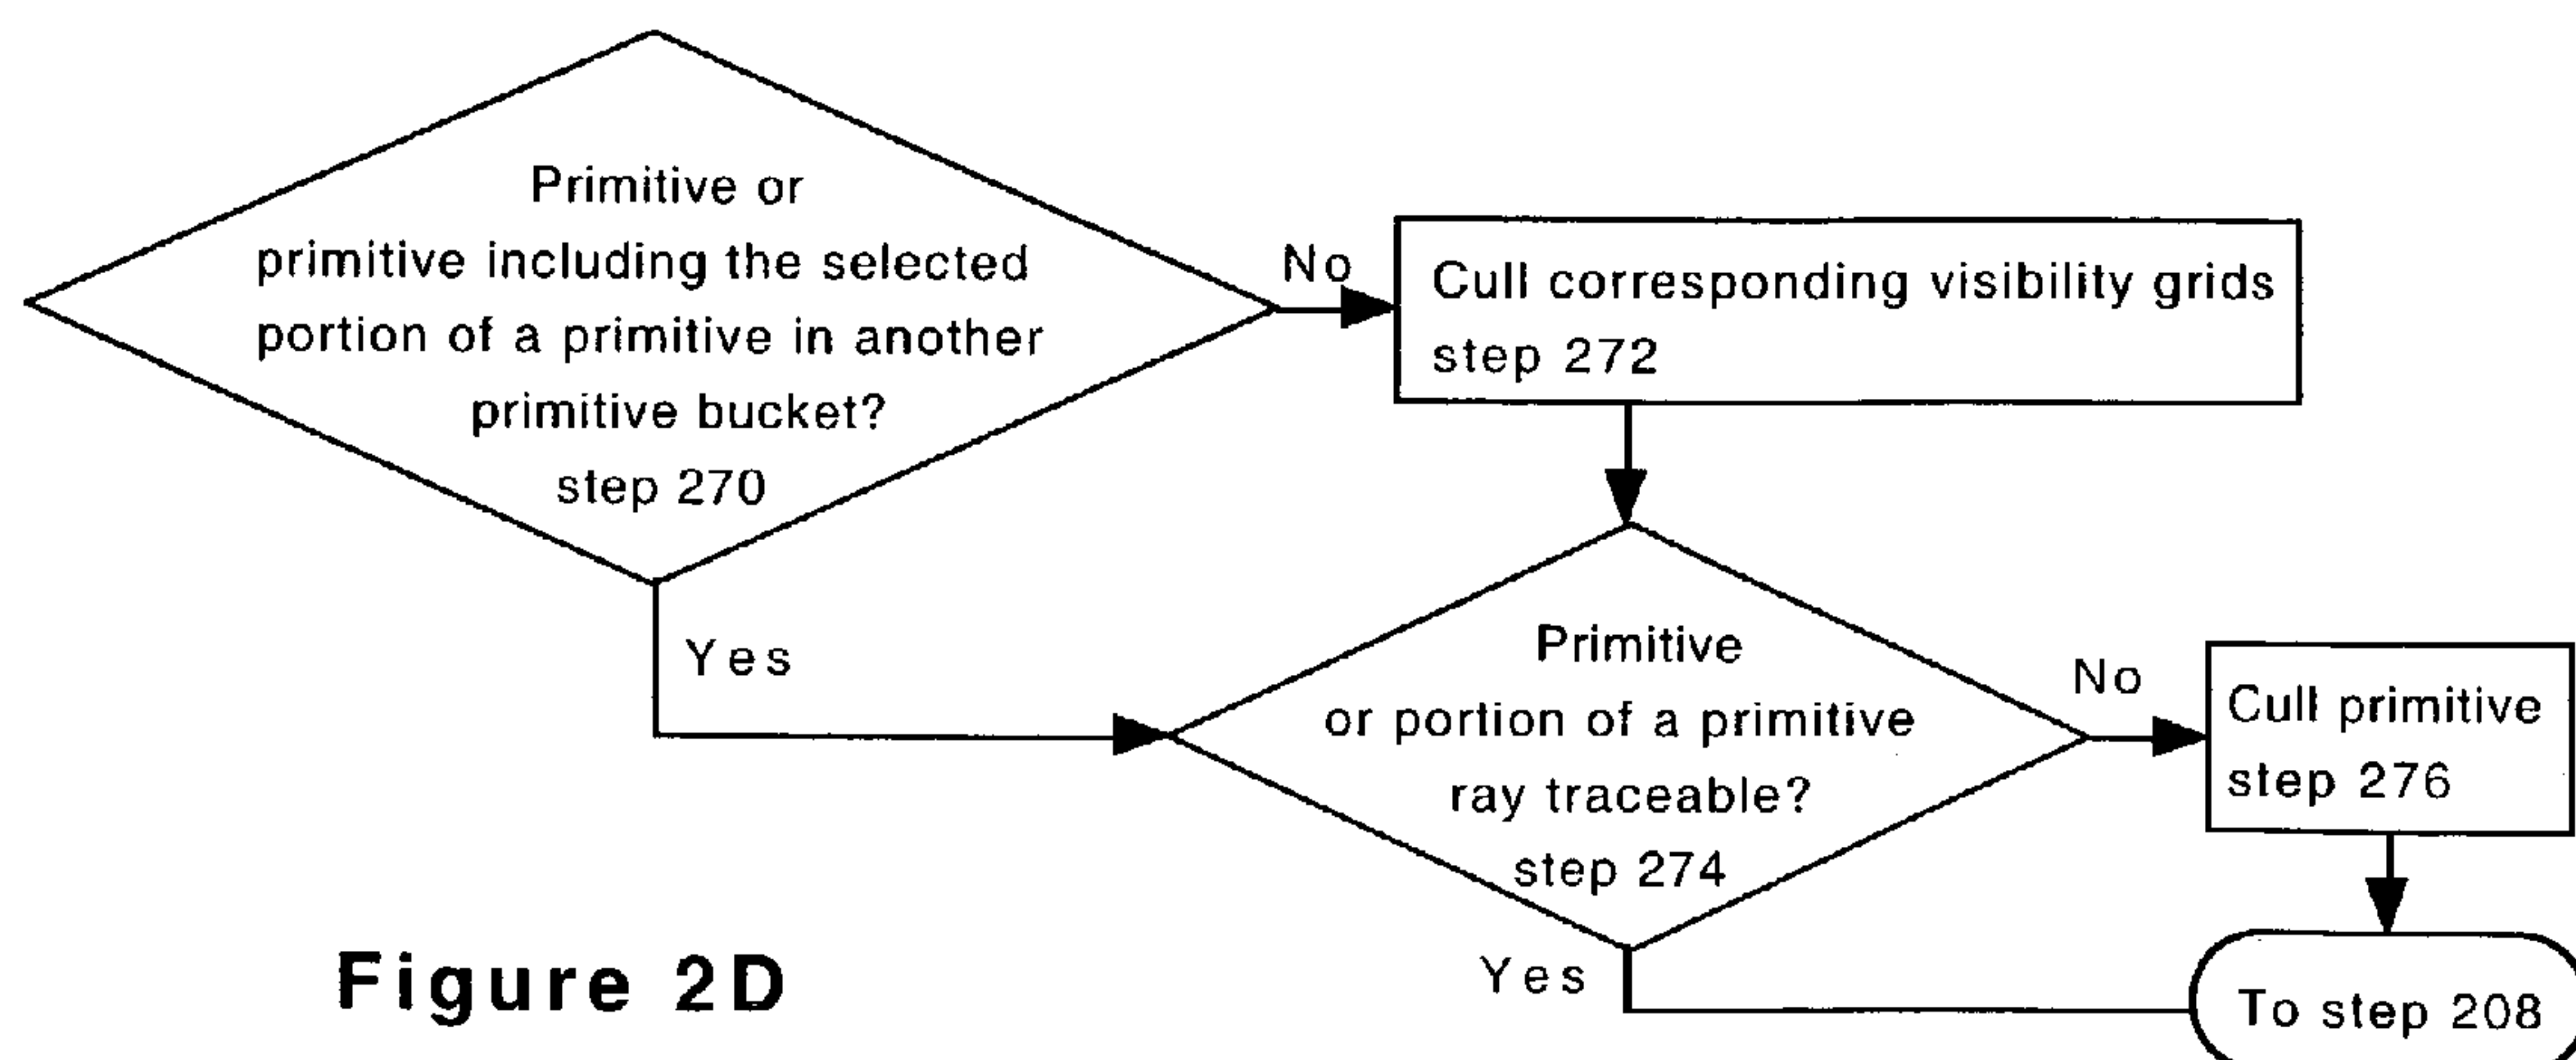 Primitive or
primitive including the selected
portion of a primitive in another
primitive bucket?
step 270
No
Cull corresponding visibility grids
step 272
Yes
Primitive
or portion of a primitive
ray traceable?
step 274
No
Cull primitive
step 276
Yes
To step 208
Figure 2D